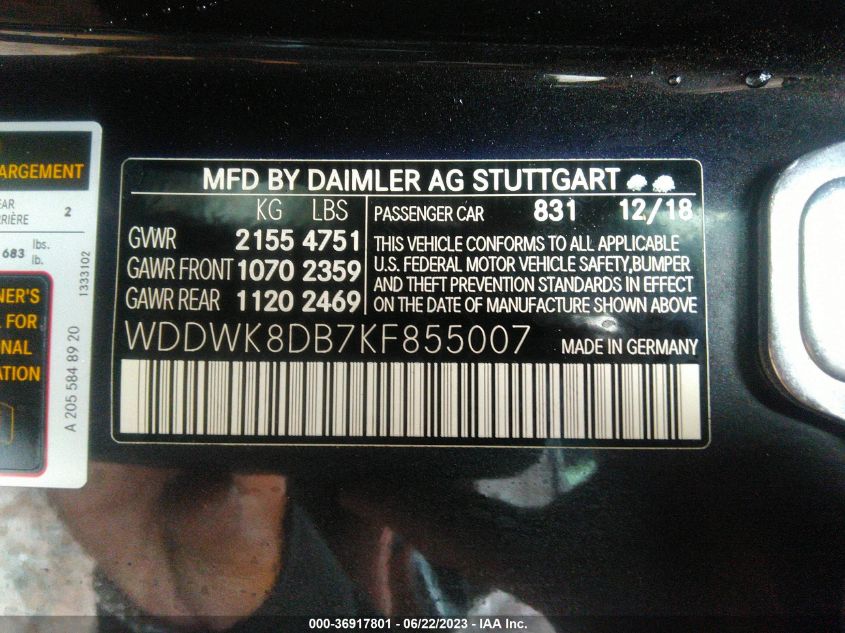 ARGEMENT
EAR
RIÈRE 2
683 lbs.
lb.
NER'S
L FOR
ONAL
ATION
A 205 584 89 20
1333102
MFD BY DAIMLER AG STUTTGART
KG LBS
GVWR 2155 4751
GAWR FRONT 1070 2359
GAWR REAR 1120 2469
PASSENGER CAR 831 12/18
THIS VEHICLE CONFORMS TO ALL APPLICABLE
U.S. FEDERAL MOTOR VEHICLE SAFETY,BUMPER
AND THEFT PREVENTION STANDARDS IN EFFECT
ON THE DATE OF MANUFACTURE SHOWN ABOVE
WDDWK8DB7KF855007 MADE IN GERMANY
000-36917801 - 06/22/2023 - IAA Inc.